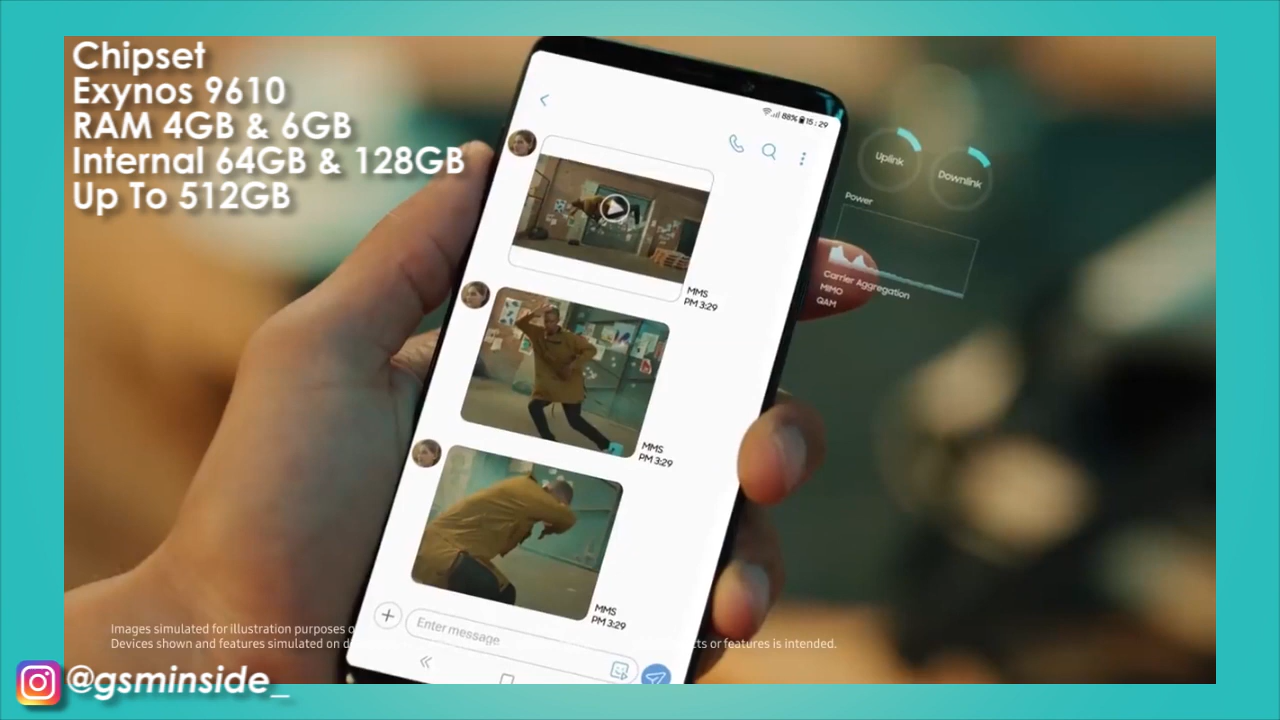 Chipset
Exynos 9610
RAM 4GB & 6GB
Internal 64GB & 128GB
Up To 512GB
88% 15:29
Uplink
Downlink
Power
Carrier Aggregation
MIMO
QAM
MMS
PM 3:29
MMS
PM 3:29
MMS
PM 3:29
Enter message
Images simulated for illustration purposes
Devices shown and features simulated on
or features is intended.
@gsminside_